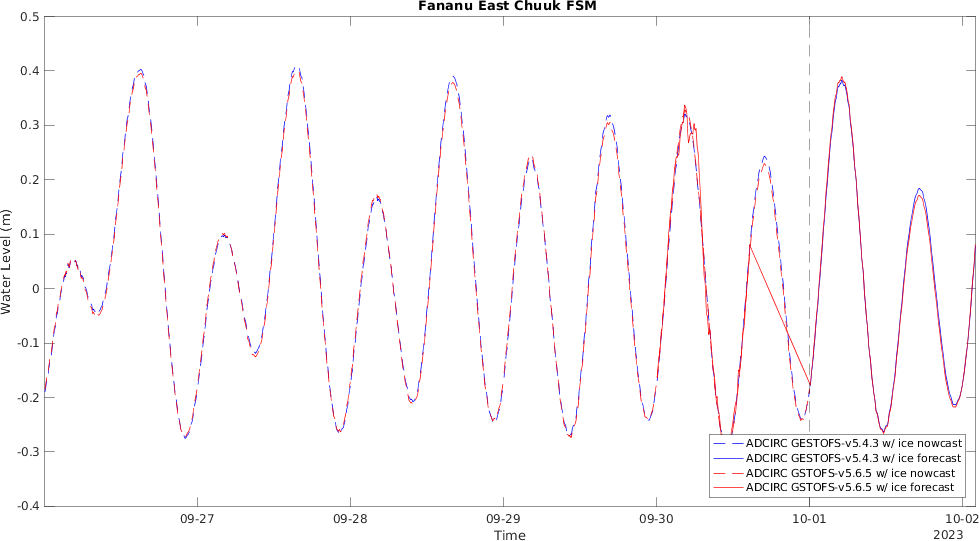 Fananu East Chuuk FSM
0.5
0.4
0.3
0.2
0.1
0
-0.1
-0.2
-0.3
-0.4
Water Level (m)
ADCIRC GESTOFS-v5.4.3 w/ ice nowcast
ADCIRC GESTOFS-v5.4.3 w/ ice forecast
ADCIRC GSTOFS-v5.6.5 w/ ice nowcast
ADCIRC GSTOFS-v5.6.5 w/ ice forecast
09-27 09-28 09-29 09-30 10-01 10-02
Time
2023